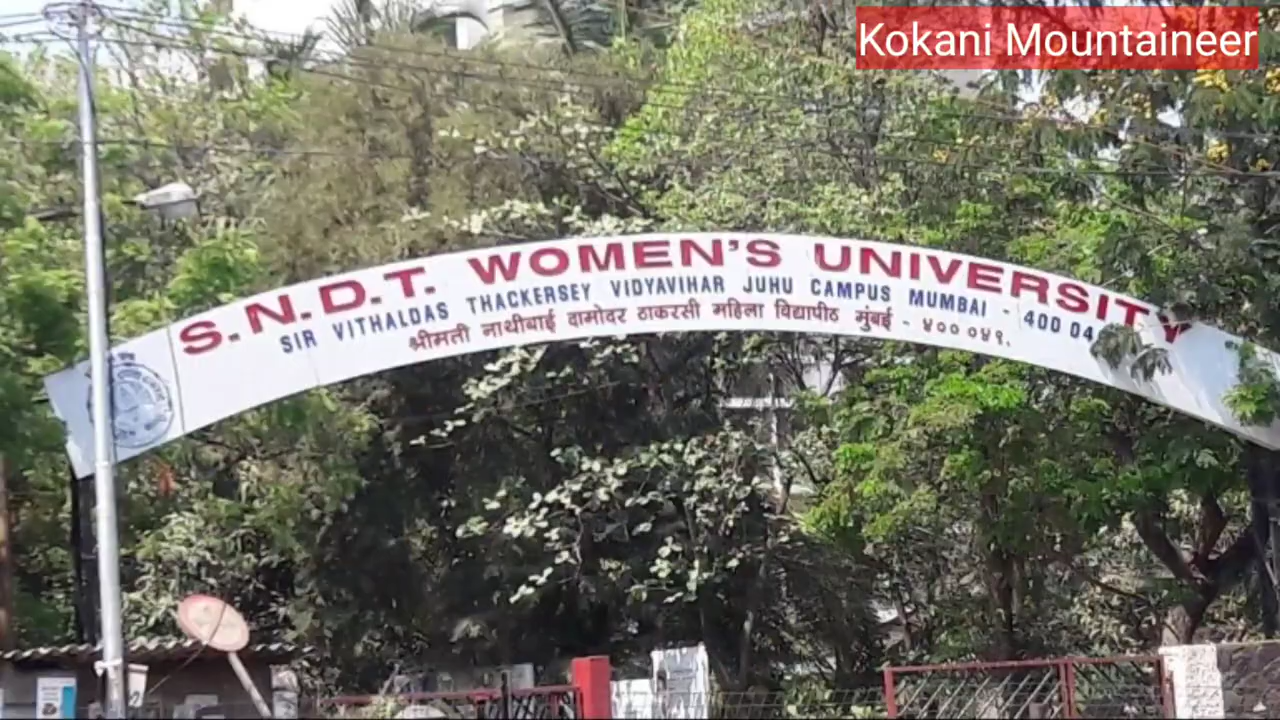 Kokani Mountaineer
S.N.D.T. WOMEN'S UNIVERSITY
SIR VITHALDAS THACKERSEY VIDYAVIHAR JUHU CAMPUS MUMBAI - 400 04
श्रीमती नाथीबाई दामोदर ठाकरसी महिला विद्यापीठ मुंबई - ४०० ०४९.